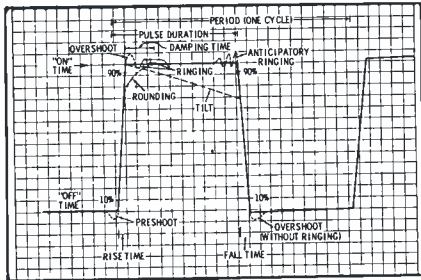 PERIOD (ONE CYCLE)
PULSE DURATION
OVERSHOOT
DAMPING TIME
ANTICIPATORY
RINGING
"ON"
TIME
90%
RINGING
90%
ROUNDING
TILT
"OFF"
TIME
10%
10%
PRESHOOT
OVERSHOOT
(WITHOUT RINGING)
RISE TIME
FALL TIME